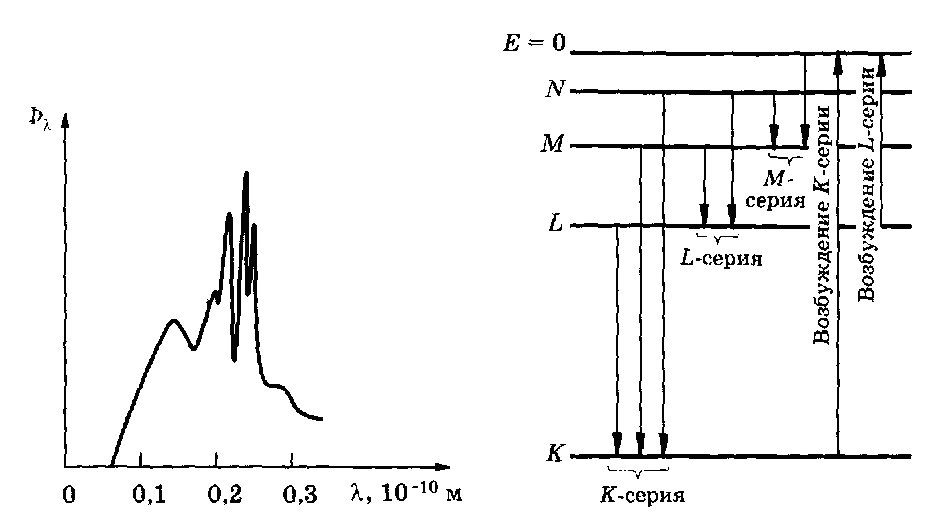 Φλ
0 0,1 0,2 0,3 λ, 10⁻¹⁰ м
E = 0
N
M
L
K
M-
серия
L-серия
K-серия
Возбуждение K-серии
Возбуждение L-серии